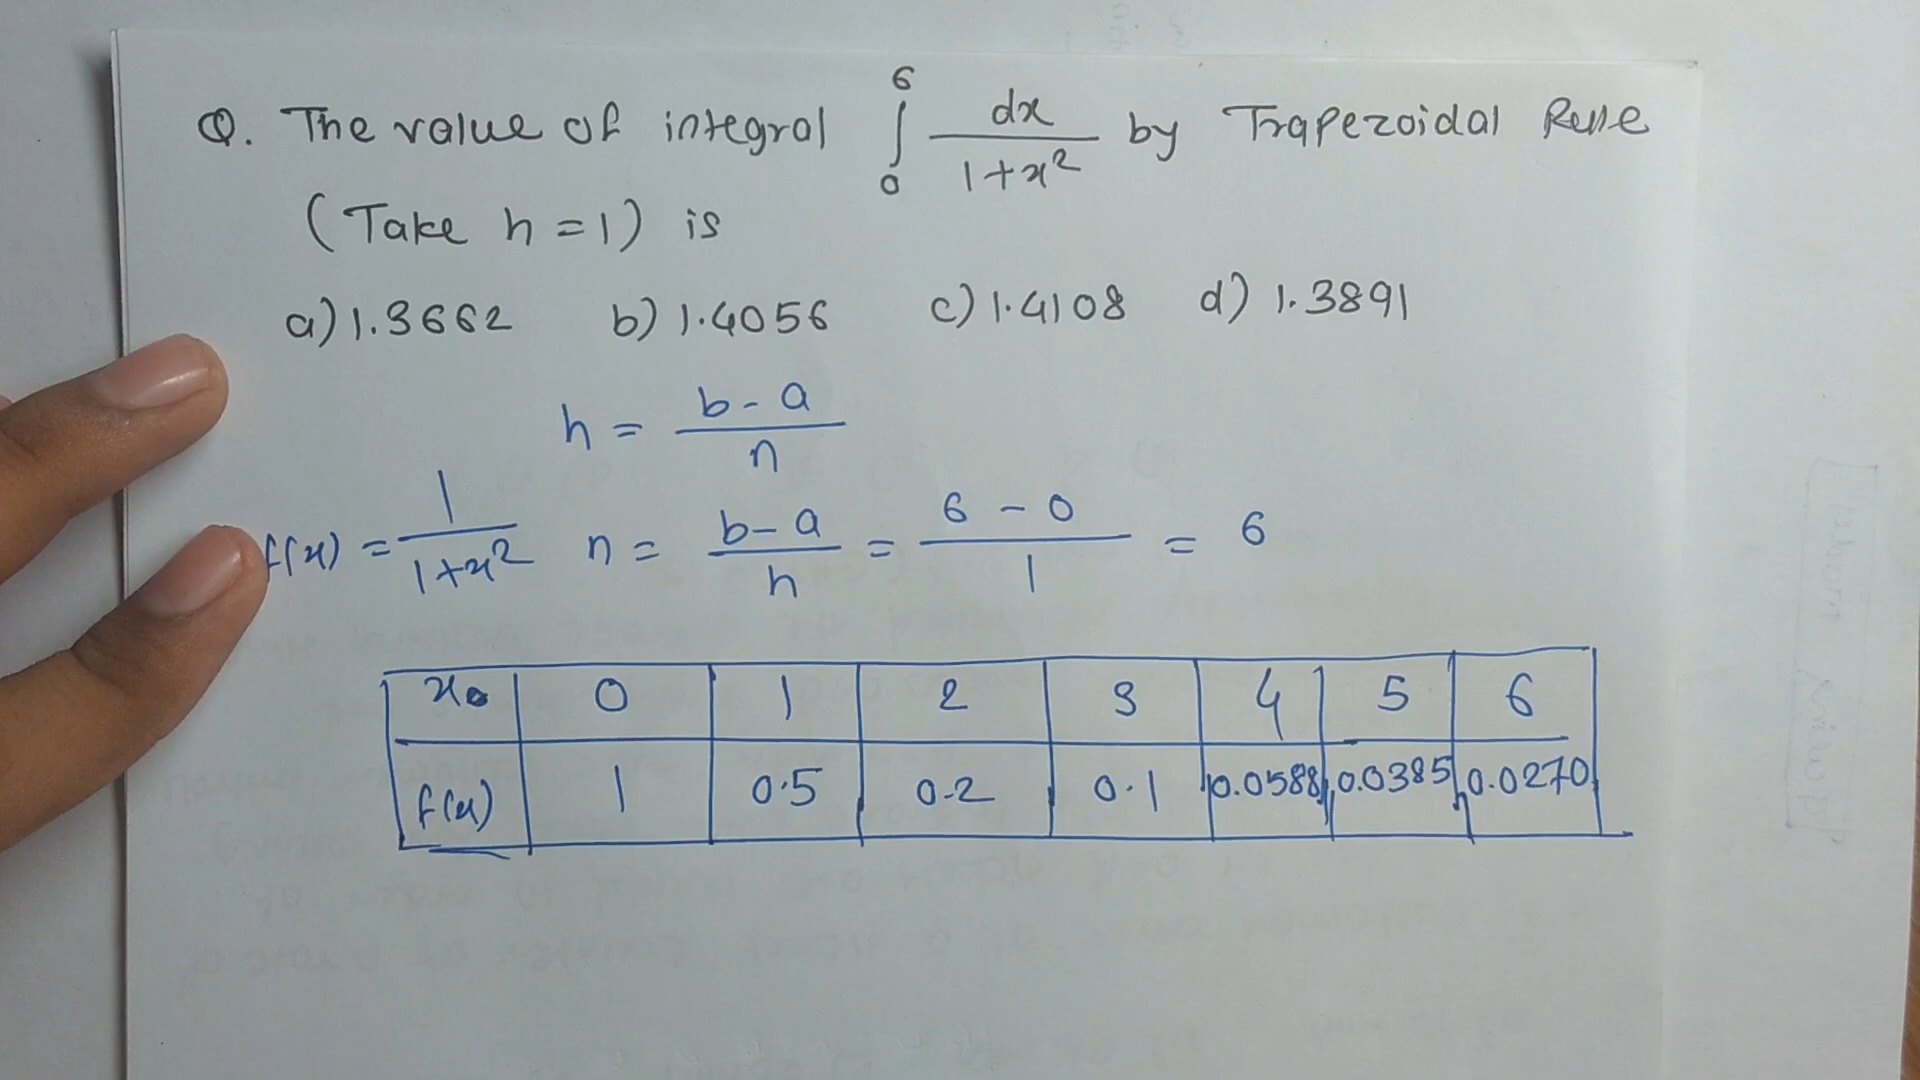 Q. The value of integral ∫₀⁶ dx/(1+x²) by Trapezoidal Rule
(Take h=1) is
a) 1.3662 b) 1.4056 c) 1.4108 d) 1.3891
h = (b-a)/n
f(x) = 1/(1+x²) n = (b-a)/h = (6-0)/1 = 6
x 0 1 2 3 4 5 6
f(x) 1 0.5 0.2 0.1 0.0588 0.0385 0.0270